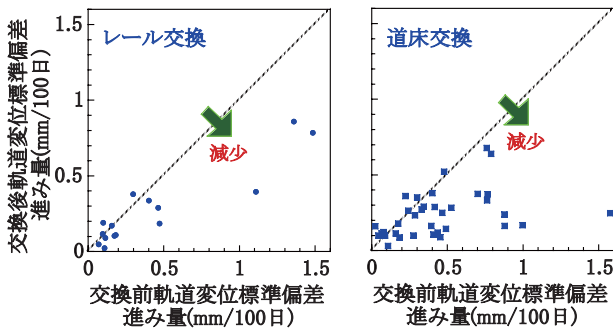 レール交換
減少
1.5
1
0.5
0
0
0.5
1
1.5
交換後軌道変位標準偏差
進み量(mm/100日)
交換前軌道変位標準偏差
進み量(mm/100日)
道床交換
減少
0
0.5
1
1.5
交換前軌道変位標準偏差
進み量(mm/100日)